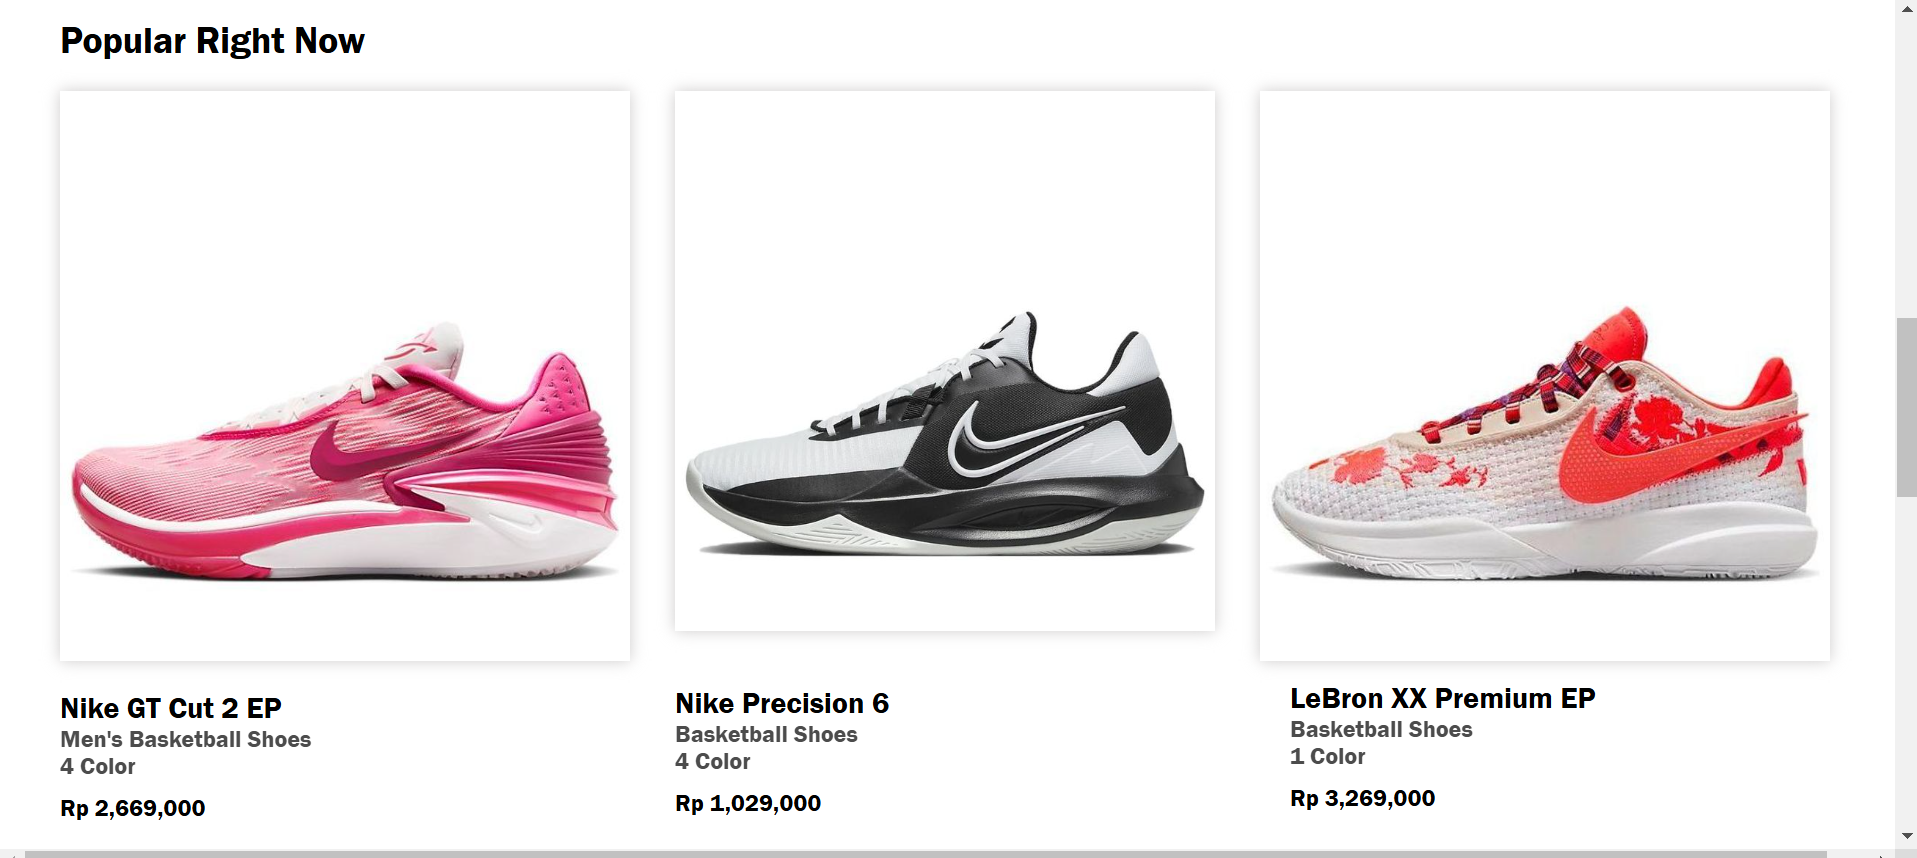 Popular Right Now
Nike GT Cut 2 EP
Men's Basketball Shoes
4 Color
Rp 2,669,000
Nike Precision 6
Basketball Shoes
4 Color
Rp 1,029,000
LeBron XX Premium EP
Basketball Shoes
1 Color
Rp 3,269,000